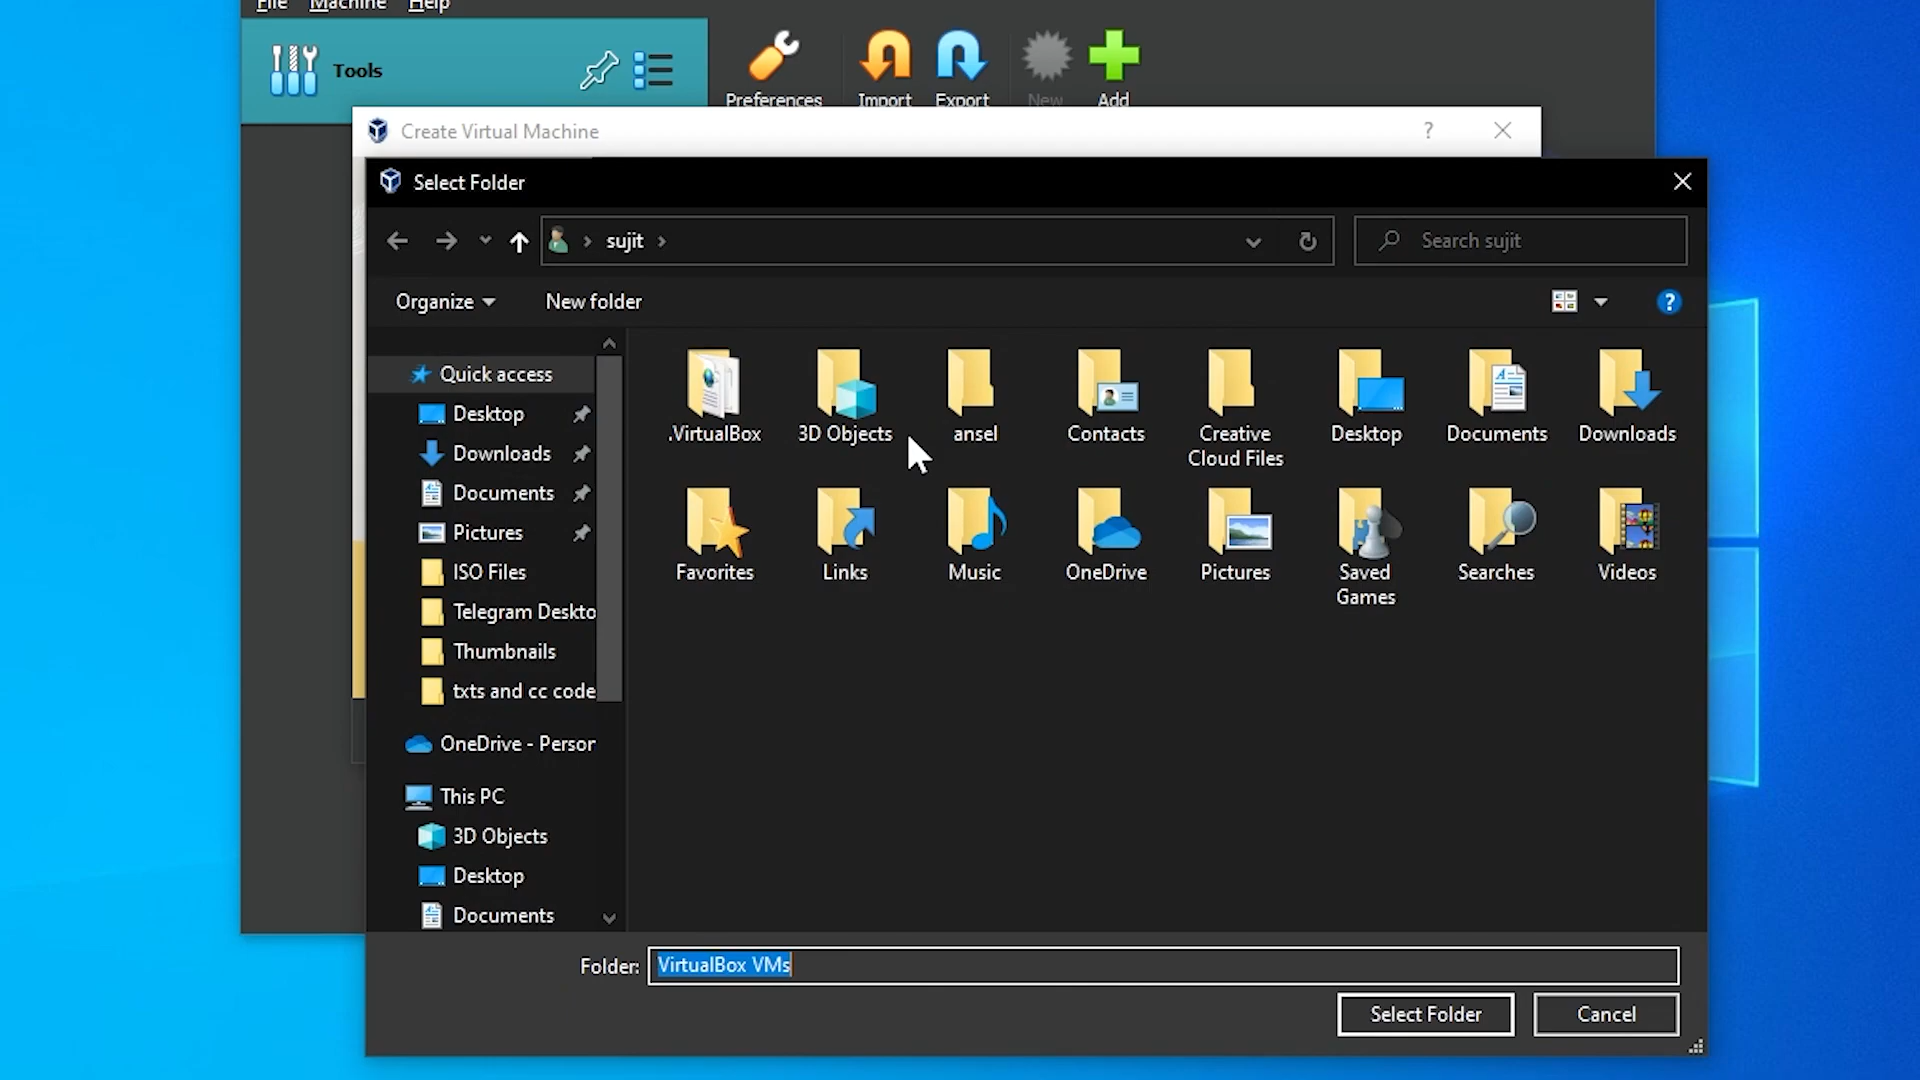 File Machine Help
Tools
Preferences Import Export New Add
Create Virtual Machine
?
Select Folder
sujit
Search sujit
Organize New folder
?
Quick access
Desktop
Downloads
Documents
Pictures
ISO Files
Telegram Deskto
Thumbnails
txts and cc code
OneDrive - Person
This PC
3D Objects
Desktop
Documents
.VirtualBox 3D Objects ansel Contacts Creative Desktop Documents Downloads
Cloud Files
Favorites Links Music OneDrive Pictures Saved Searches Videos
Games
Folder: VirtualBox VMs
Select Folder Cancel